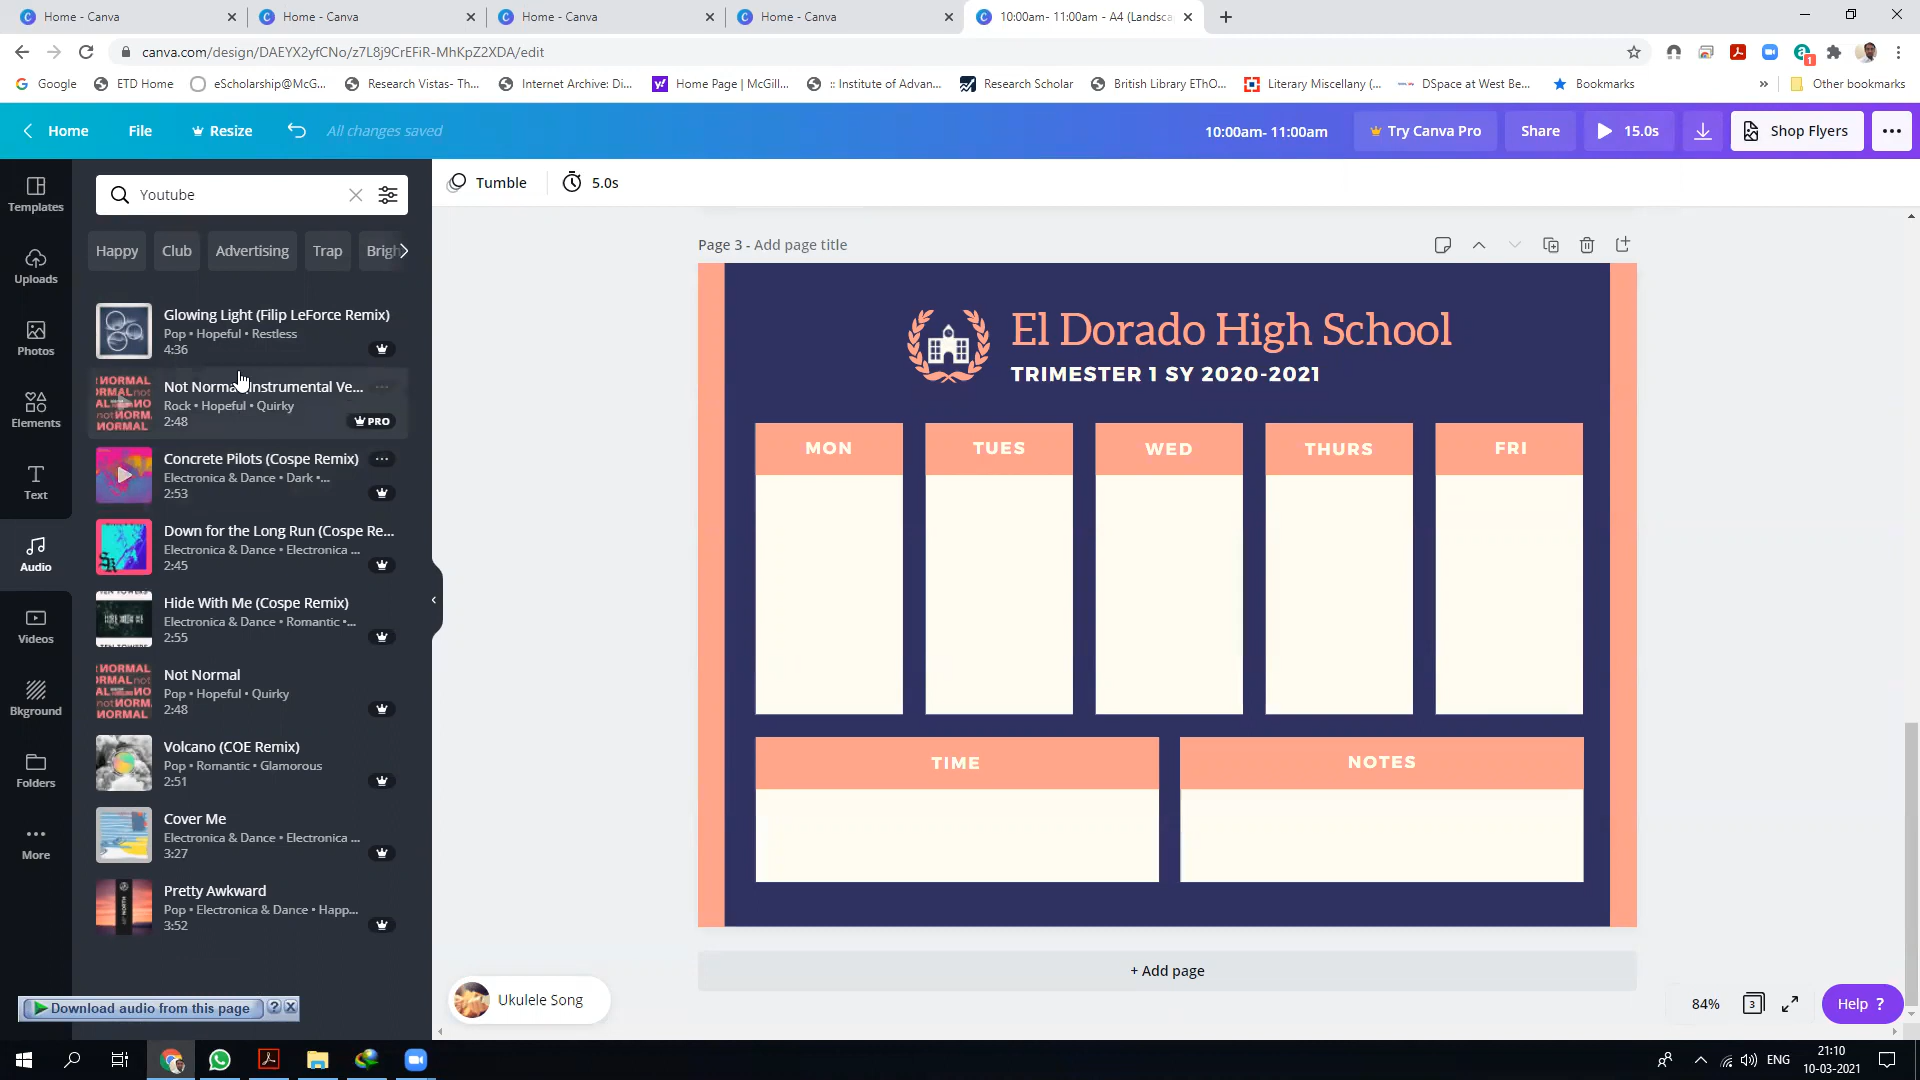 Home - Canva
Home - Canva
Home - Canva
Home - Canva
10:00am- 11:00am - A4 (Landsca
canva.com/design/DAEYX2yfCNo/z7L8j9CrEFiR-MhKpZ2XDA/edit
1
Google
ETD Home
eScholarship@McG...
Research Vistas- Th...
Internet Archive: Di...
Home Page | McGill...
:: Institute of Advan...
Research Scholar
British Library EThO...
Literary Miscellany (...
DSpace at West Be...
Bookmarks
»
Other bookmarks
Home
File
Resize
All changes saved
10:00am- 11:00am
Try Canva Pro
Share
15.0s
Shop Flyers
Templates
Uploads
Photos
Elements
Text
Audio
Videos
Bkground
Folders
More
Youtube
Happy
Club
Advertising
Trap
Brigh
Glowing Light (Filip LeForce Remix)
Pop • Hopeful • Restless
4:36
Not Normal Instrumental Ve...
Rock • Hopeful • Quirky
2:48
PRO
Concrete Pilots (Cospe Remix)
Electronica & Dance • Dark •...
2:53
Down for the Long Run (Cospe Re...
Electronica & Dance • Electronica ...
2:45
Hide With Me (Cospe Remix)
Electronica & Dance • Romantic •...
2:55
Not Normal
Pop • Hopeful • Quirky
2:48
Volcano (COE Remix)
Pop • Romantic • Glamorous
2:51
Cover Me
Electronica & Dance • Electronica ...
3:27
Pretty Awkward
Pop • Electronica & Dance • Happ...
3:52
Download audio from this page
?
Tumble
5.0s
Page 3 - Add page title
El Dorado High School
TRIMESTER 1 SY 2020-2021
MON
TUES
WED
THURS
FRI
TIME
NOTES
+ Add page
Ukulele Song
84%
3
Help ?
ENG
21:10
10-03-2021